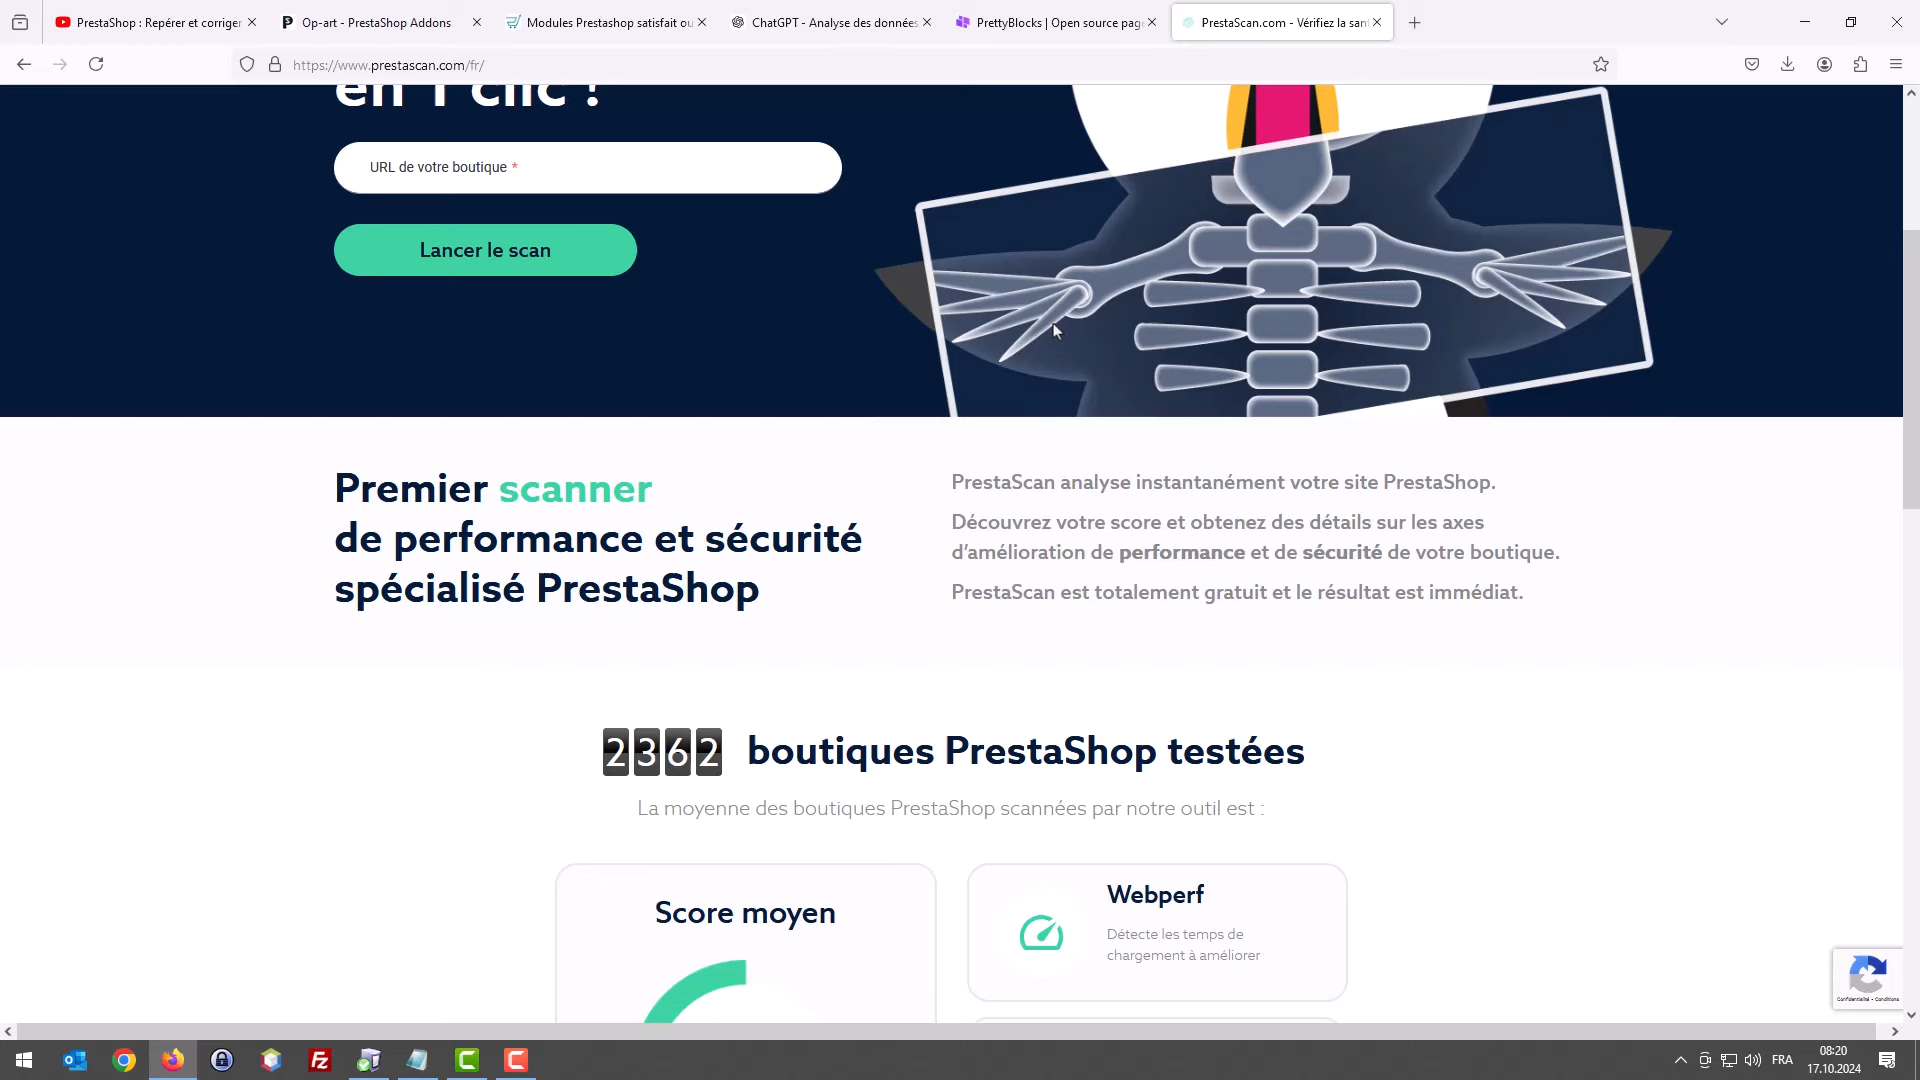 PrestaShop : Repérer et corriger
Op-art - PrestaShop Addons
Modules Prestashop satisfait ou
ChatGPT - Analyse des données
PrettyBlocks | Open source page
PrestaScan.com - Vérifiez la sant
https://www.prestascan.com/fr/
en 1 clic !
URL de votre boutique *
Lancer le scan
Premier scanner
de performance et sécurité
spécialisé PrestaShop
PrestaScan analyse instantanément votre site PrestaShop.
Découvrez votre score et obtenez des détails sur les axes
d’amélioration de performance et de sécurité de votre boutique.
PrestaScan est totalement gratuit et le résultat est immédiat.
2362 boutiques PrestaShop testées
La moyenne des boutiques PrestaShop scannées par notre outil est :
Score moyen
Webperf
Détecte les temps de
chargement à améliorer
Confidentialité - Conditions
FRA
08:20
17.10.2024